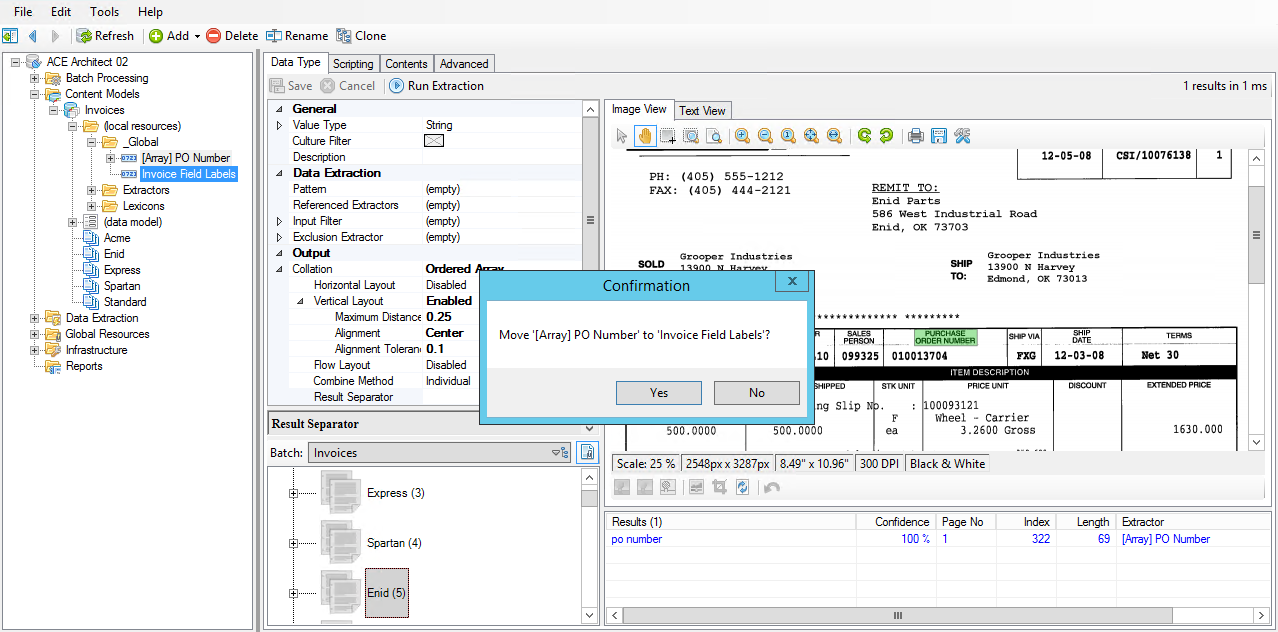 File Edit Tools Help
Refresh Add Delete Rename Clone
ACE Architect 02
Batch Processing
Content Models
Invoices
(local resources)
_Global
[Array] PO Number
Invoice Field Labels
Extractors
Lexicons
(data model)
Acme
Enid
Express
Spartan
Standard
Data Extraction
Global Resources
Infrastructure
Reports
Data Type Scripting Contents Advanced
Save Cancel Run Extraction 1 results in 1 ms
General
Value Type String
Culture Filter
Description
Data Extraction
Pattern (empty)
Referenced Extractors (empty)
Input Filter (empty)
Exclusion Extractor (empty)
Output
Collation Ordered Array
Horizontal Layout Disabled
Vertical Layout Enabled
Maximum Distance 0.25
Alignment Center
Alignment Toleran 0.1
Flow Layout Disabled
Combine Method Individual
Result Separator
Result Separator
Batch: Invoices
Express (3)
Spartan (4)
Enid (5)
Image View Text View
12-05-08 CSI/10076138 1
PH: (405) 555-1212
FAX: (405) 444-2121
REMIT TO:
Enid Parts
586 West Industrial Road
Enid, OK 73703
SOLD Grooper Industries
13900 N Harvey
SHIP TO: Grooper Industries
13900 N Harvey
Edmond, OK 73013
************* *********
R SALES PERSON PURCHASE ORDER NUMBER SHIP VIA SHIP DATE TERMS
10 099325 010013704 FXG 12-03-08 Net 30
ITEM DESCRIPTION
SHIPPED STK UNIT PRICE UNIT DISCOUNT EXTENDED PRICE
ng Slip No. : 100093121
F Wheel - Carrier
500.0000 500.0000 ea 3.2600 Gross 1630.000
Confirmation
Move '[Array] PO Number' to 'Invoice Field Labels'?
Yes No
Scale: 25 % 2548px x 3287px 8.49" x 10.96" 300 DPI Black & White
Results (1) Confidence Page No Index Length Extractor
po number 100 % 1 322 69 [Array] PO Number